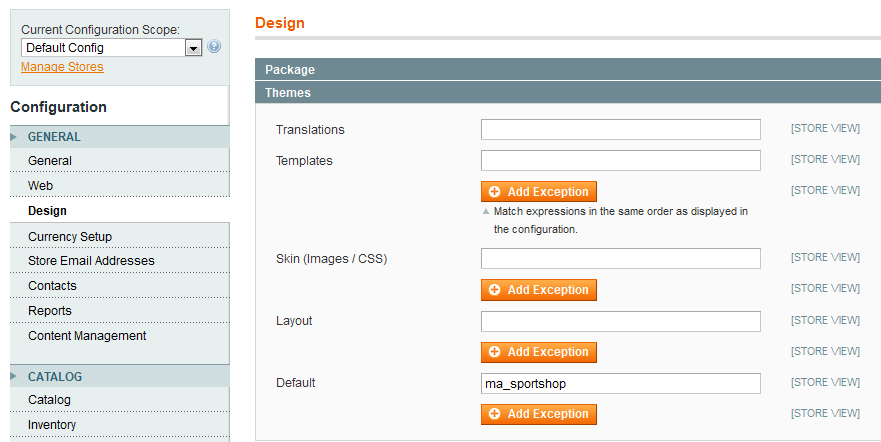 Current Configuration Scope:
Default Config
?
Manage Stores
Configuration
GENERAL
General
Web
Design
Currency Setup
Store Email Addresses
Contacts
Reports
Content Management
CATALOG
Catalog
Inventory
Design
Package
Themes
Translations [STORE VIEW]
Templates [STORE VIEW]
Add Exception [STORE VIEW]
Match expressions in the same order as displayed in
the configuration.
Skin (Images / CSS) [STORE VIEW]
Add Exception [STORE VIEW]
Layout [STORE VIEW]
Add Exception [STORE VIEW]
Default ma_sportshop [STORE VIEW]
Add Exception [STORE VIEW]